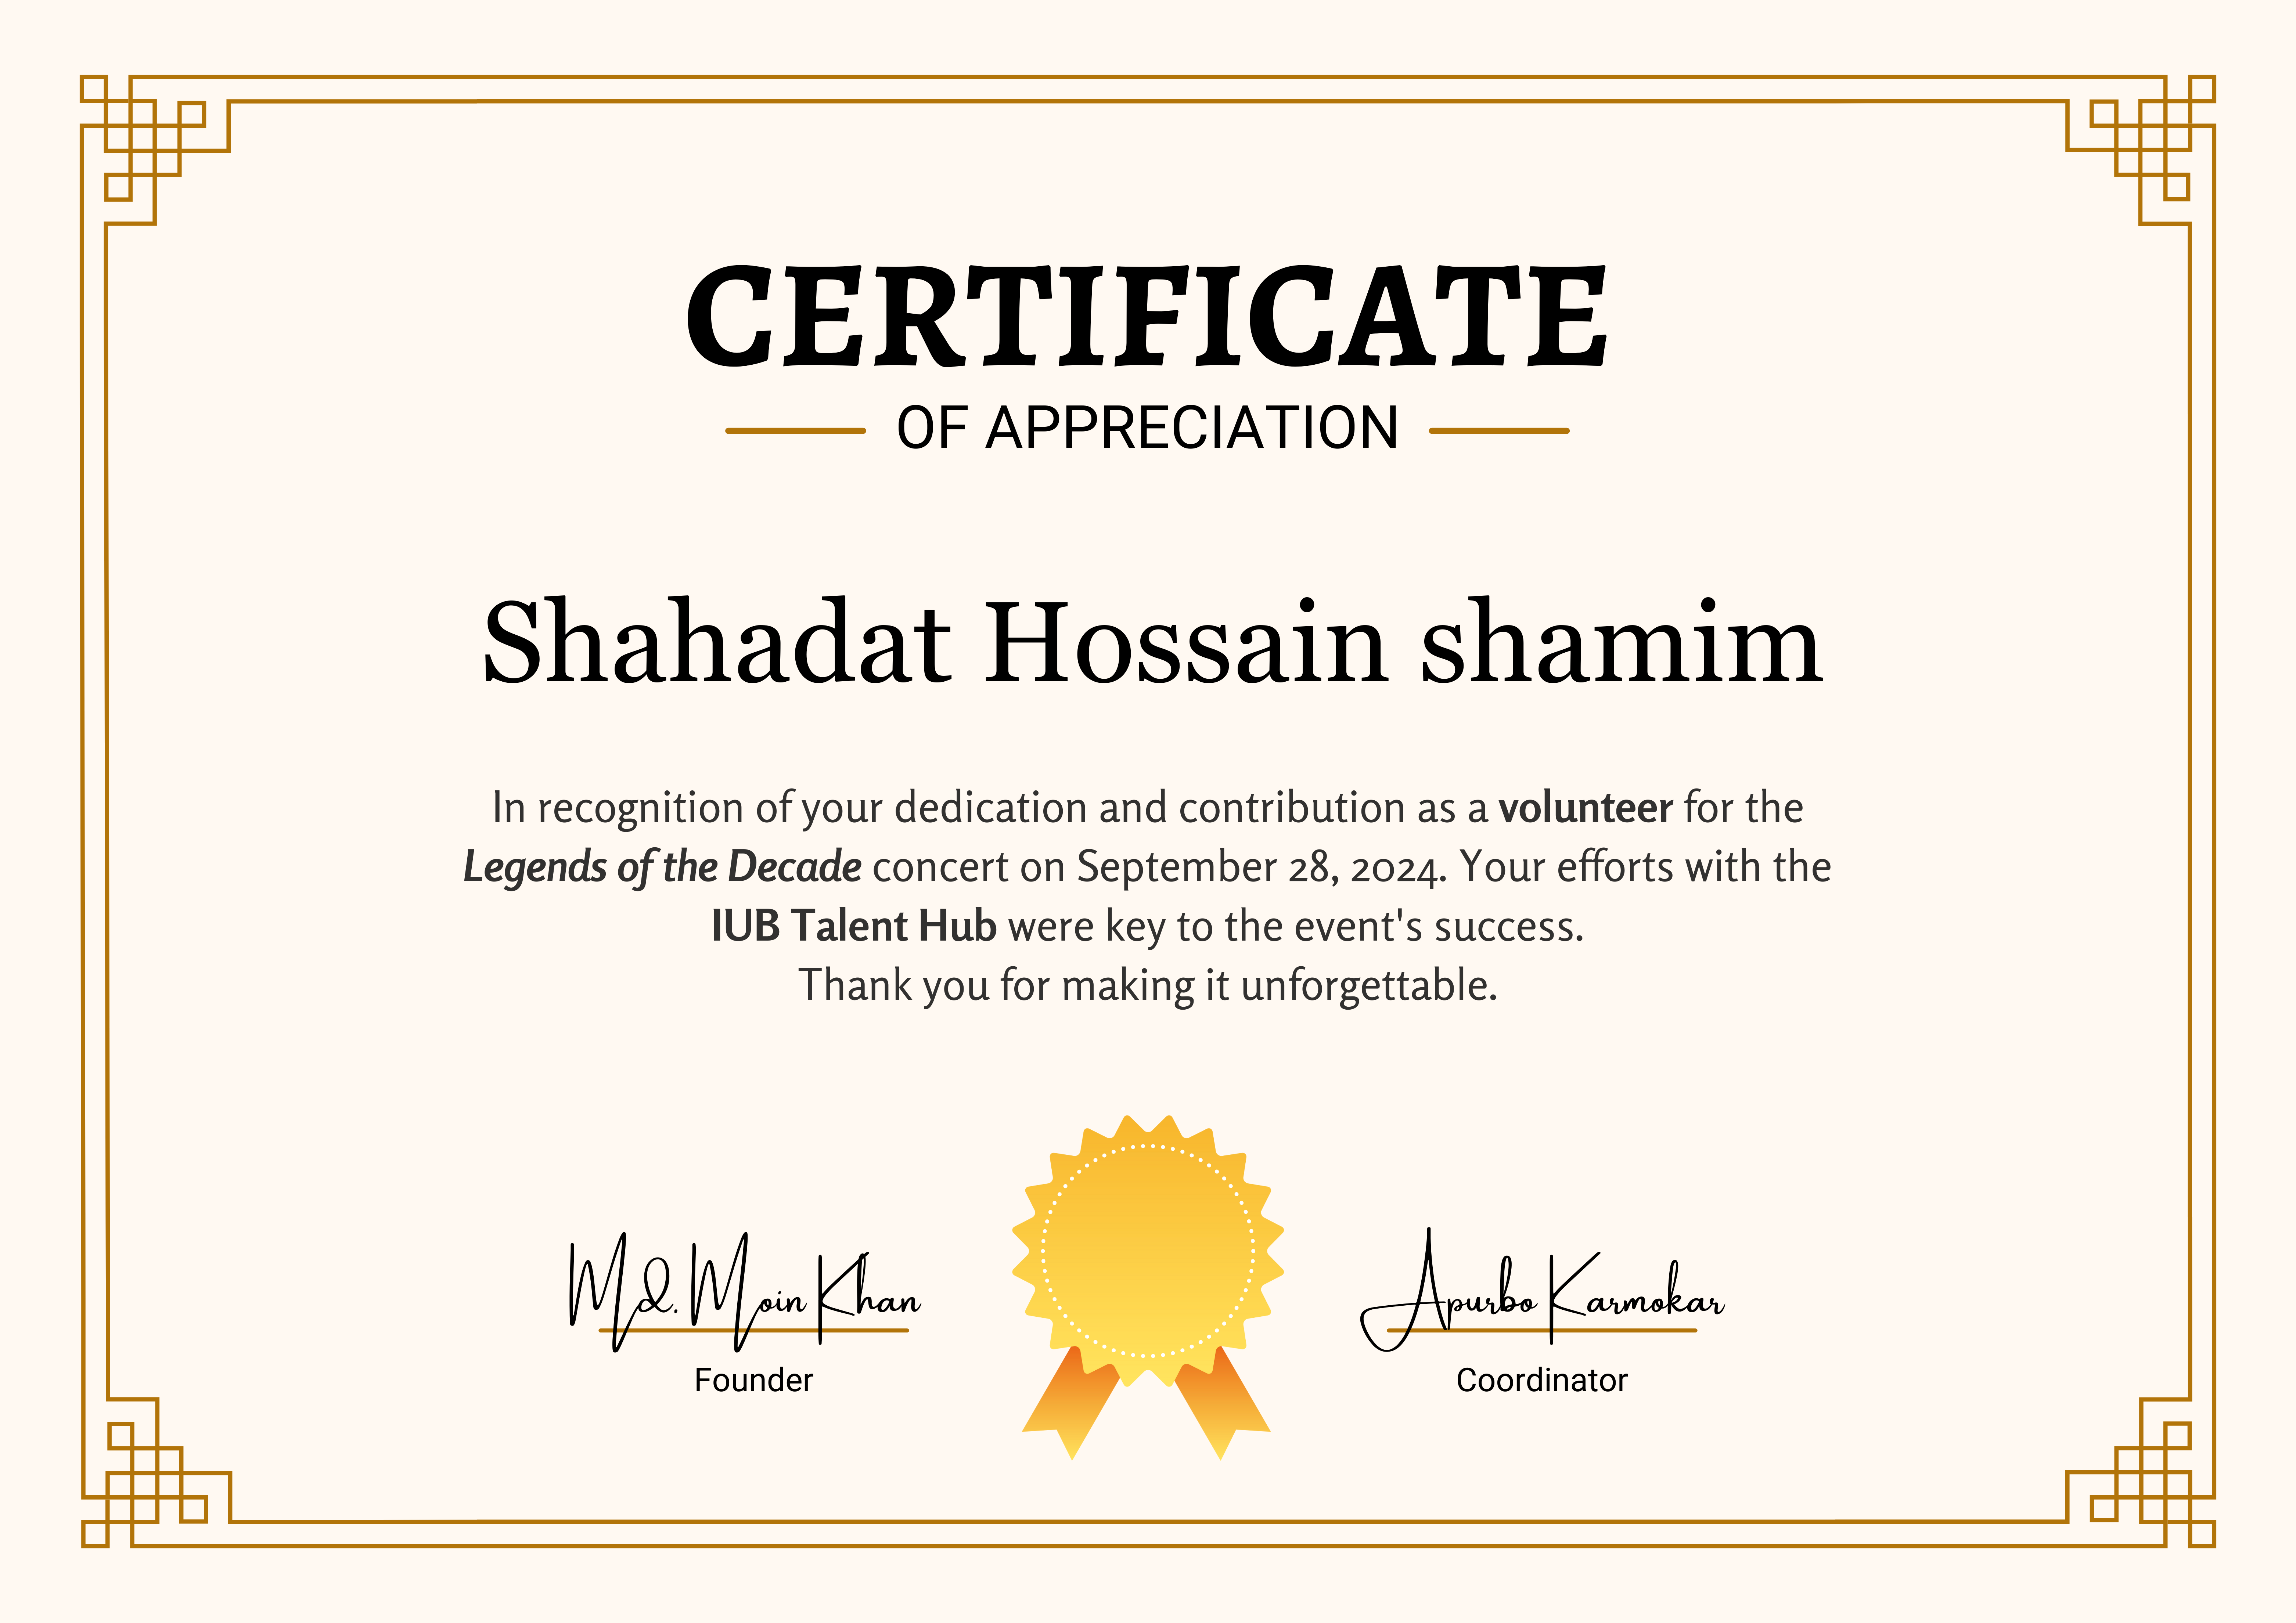 CERTIFICATE
OF APPRECIATION
Shahadat Hossain shamim
In recognition of your dedication and contribution as a volunteer for the
Legends of the Decade concert on September 28, 2024. Your efforts with the
IUB Talent Hub were key to the event's success.
Thank you for making it unforgettable.
Md. Moin Khan
Founder
Apurbo Karmokar
Coordinator